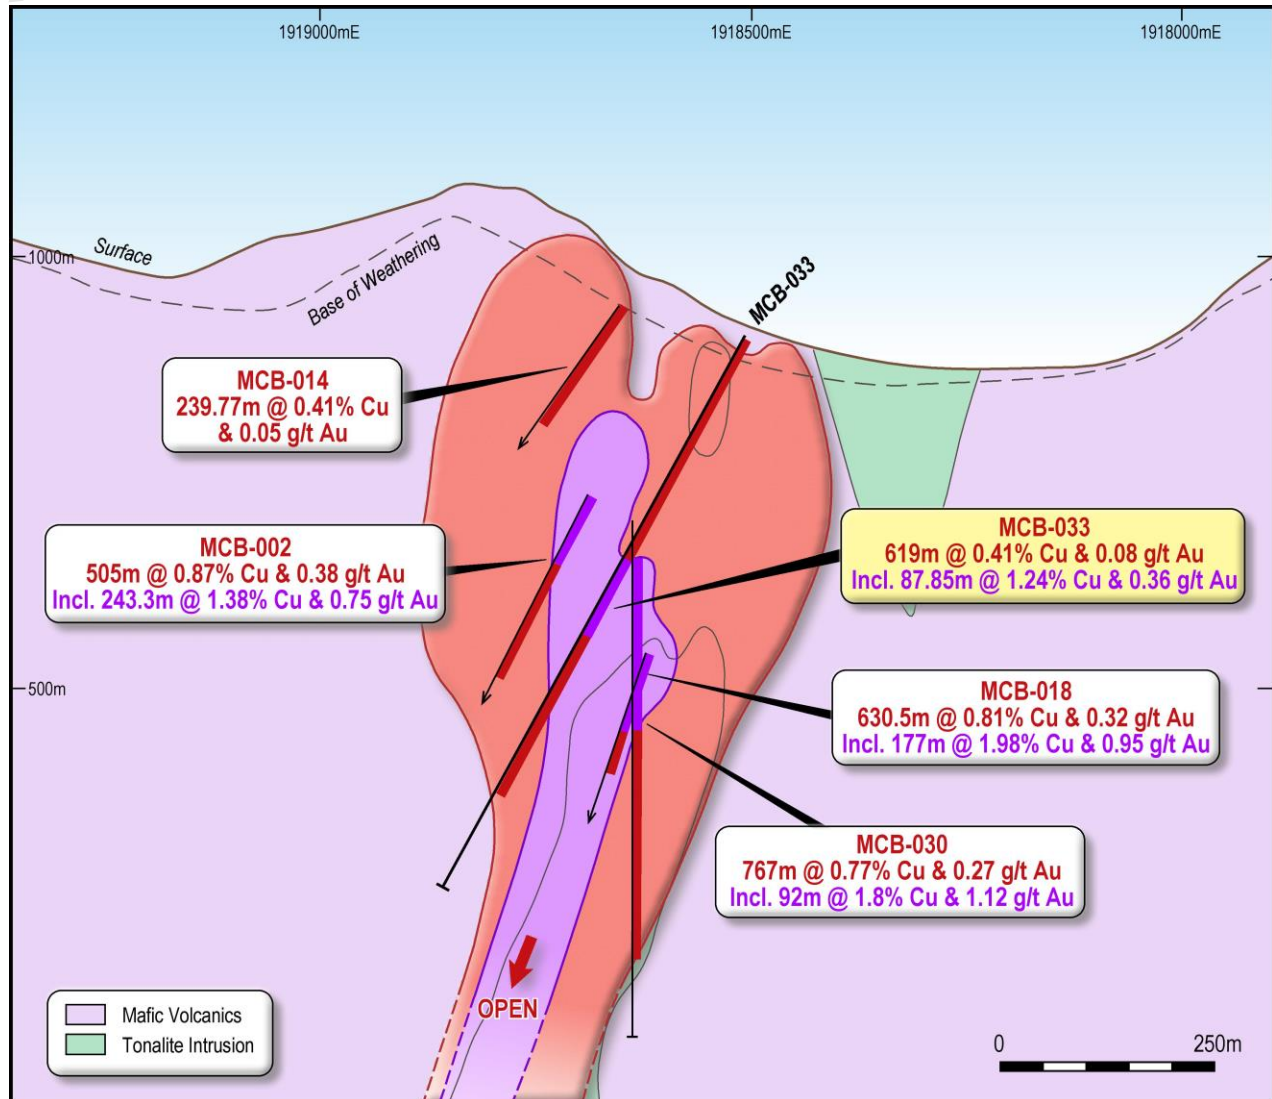 1919000mE
1918500mE
1918000mE
Surface
1000m
Base of Weathering
MCB-033
MCB-014
239.77m @ 0.41% Cu
& 0.05 g/t Au
MCB-002
505m @ 0.87% Cu & 0.38 g/t Au
Incl. 243.3m @ 1.38% Cu & 0.75 g/t Au
MCB-033
619m @ 0.41% Cu & 0.08 g/t Au
Incl. 87.85m @ 1.24% Cu & 0.36 g/t Au
500m
MCB-018
630.5m @ 0.81% Cu & 0.32 g/t Au
Incl. 177m @ 1.98% Cu & 0.95 g/t Au
MCB-030
767m @ 0.77% Cu & 0.27 g/t Au
Incl. 92m @ 1.8% Cu & 1.12 g/t Au
OPEN
Mafic Volcanics
Tonalite Intrusion
0 250m